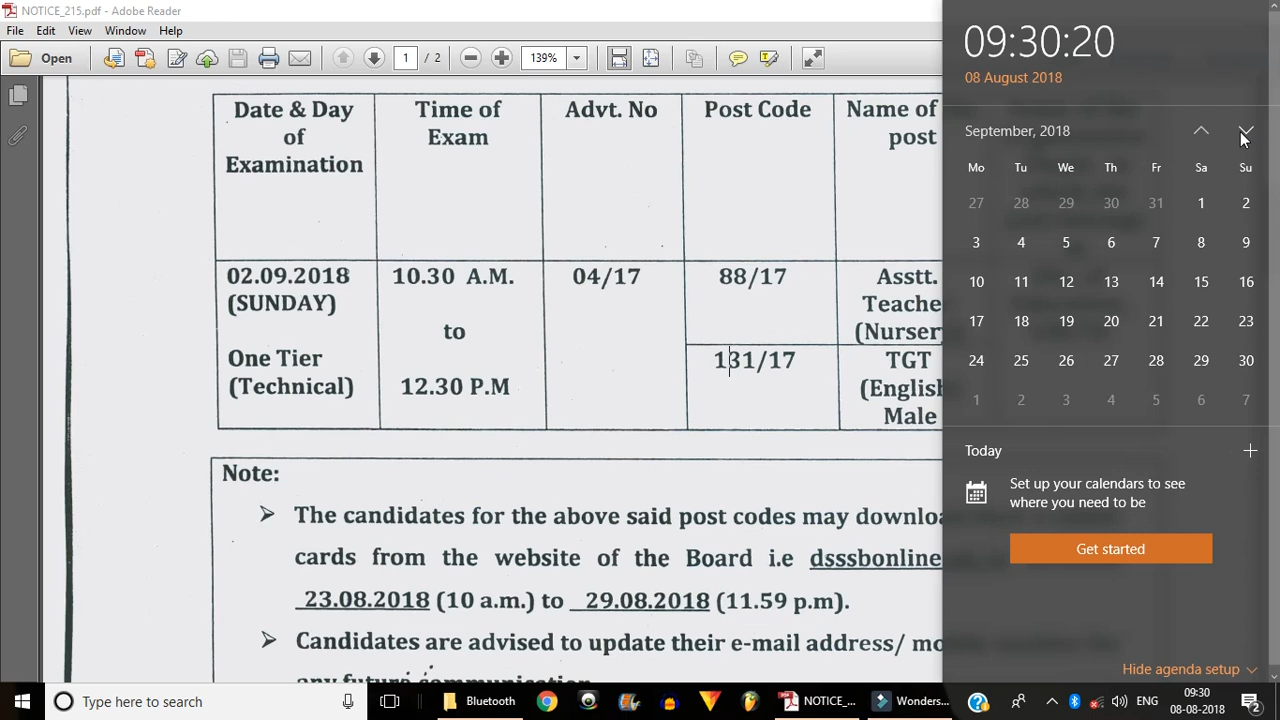 NOTICE_215.pdf - Adobe Reader
File Edit View Window Help
Open 1 / 2 139%
Date & Day of Examination
Time of Exam
Advt. No
Post Code
Name of post
02.09.2018 (SUNDAY)
One Tier (Technical)
10.30 A.M.
to
12.30 P.M
04/17
88/17
Asstt.
Teacher
(Nursery
131/17
TGT
(English
Male
Note:
The candidates for the above said post codes may download
cards from the website of the Board i.e dsssbonline
23.08.2018 (10 a.m.) to 29.08.2018 (11.59 p.m).
Candidates are advised to update their e-mail address/
any future communication
09:30:20
08 August 2018
September, 2018
Mo Tu We Th Fr Sa Su
27 28 29 30 31 1 2
3 4 5 6 7 8 9
10 11 12 13 14 15 16
17 18 19 20 21 22 23
24 25 26 27 28 29 30
1 2 3 4 5 6 7
Today
Set up your calendars to see
where you need to be
Get started
Hide agenda setup
Type here to search
Bluetooth
NOTICE_...
Wonders...
ENG
09:30
08-08-2018
2